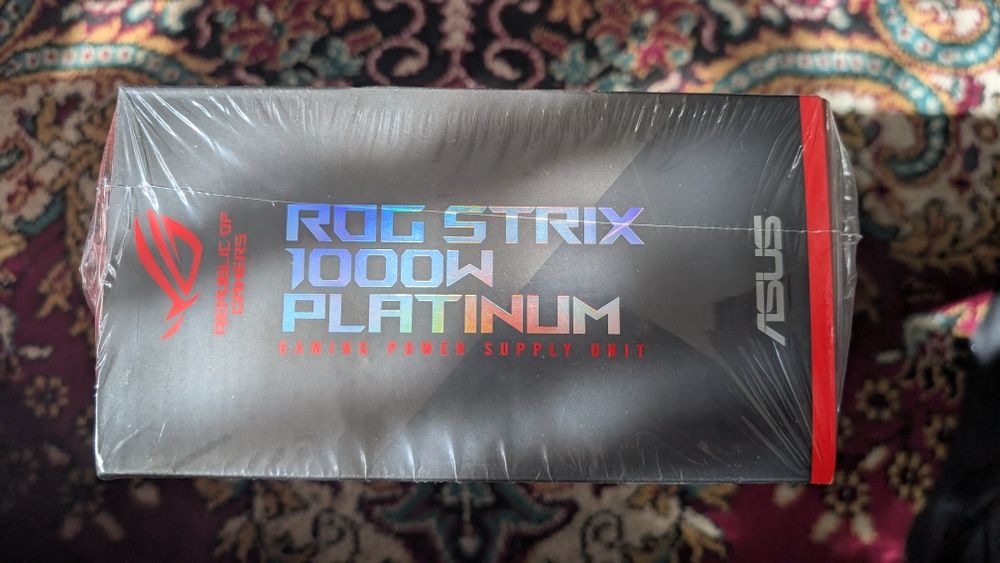 REPUBLIC OF
GAMERS
ROG STRIX
1000W
PLATINUM
GAMING POWER SUPPLY UNIT
ASUS